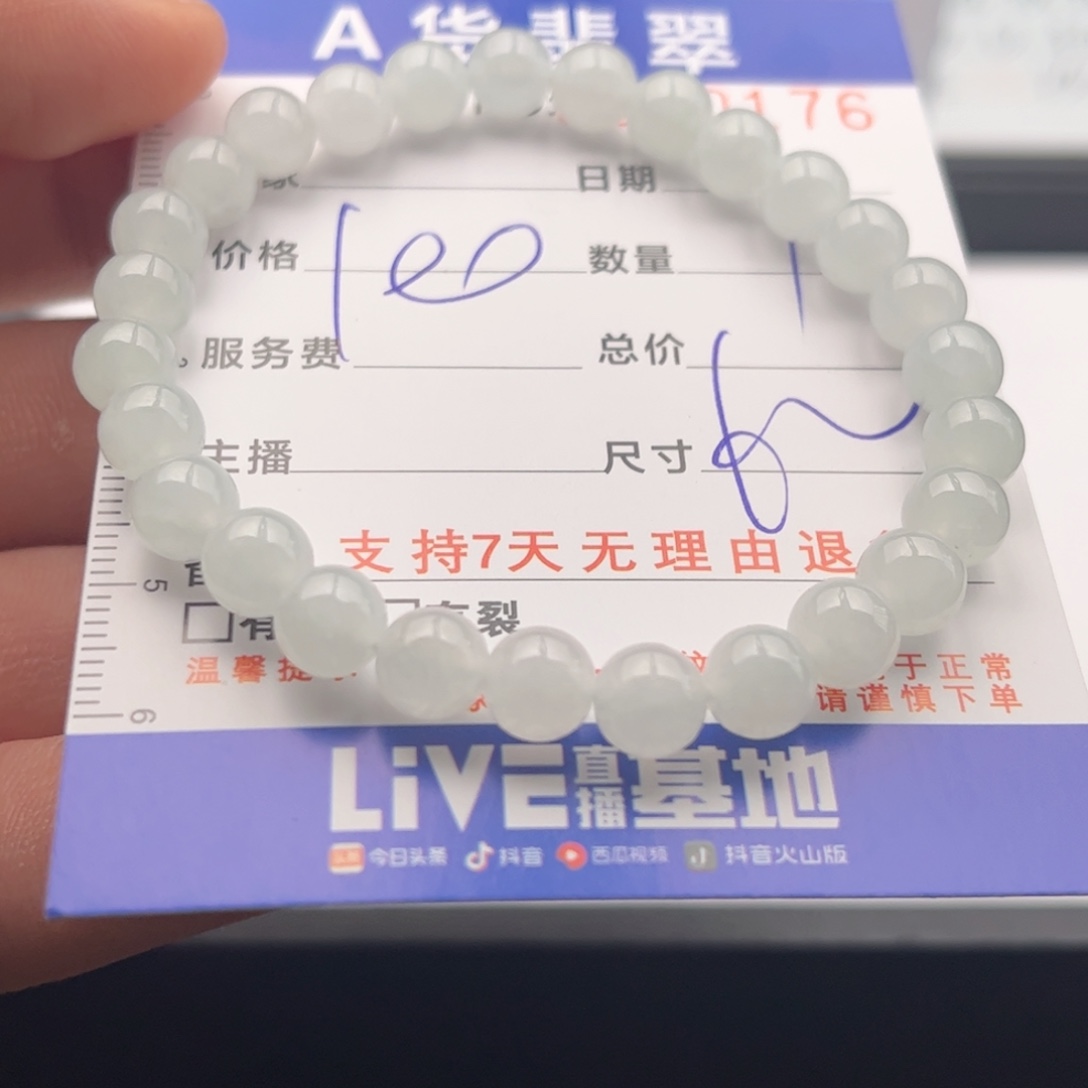 A货翡翠
0176
日期
价格 100 数量 1
服务费 总价
主播 尺寸
支持7天无理由退
5
有 裂
温馨提 于正常
请谨慎下单
6
LiVE直播基地
头条 今日头条 抖音 西瓜视频 抖音火山版